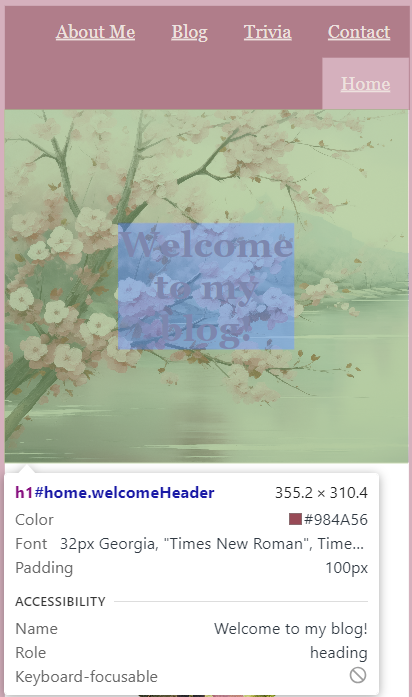 About Me Blog Trivia Contact
Home
Welcome
to my
blog!
h1#home.welcomeHeader 355.2 × 310.4
Color #984A56
Font 32px Georgia, "Times New Roman", Time...
Padding 100px
ACCESSIBILITY
Name Welcome to my blog!
Role heading
Keyboard-focusable